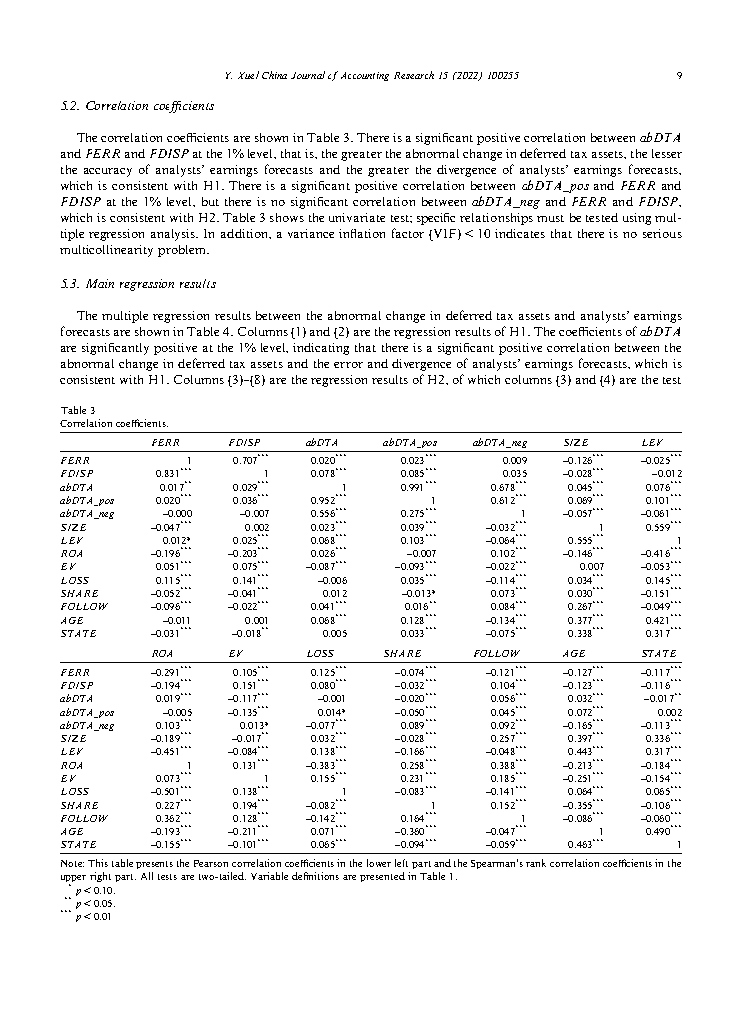 Y. Xue/China Journal of Accounting Research 15 (2022) 100255 9
5.2. Correlation coefficients
The correlation coefficients are shown in Table 3. There is a significant positive correlation between abDTA
and FERR and FDISP at the 1% level, that is, the greater the abnormal change in deferred tax assets, the lesser
the accuracy of analysts' earnings forecasts and the greater the divergence of analysts' earnings forecasts,
which is consistent with H1. There is a significant positive correlation between abDTA_pos and FERR and
FDISP at the 1% level, but there is no significant correlation between abDTA_neg and FERR and FDISP,
which is consistent with H2. Table 3 shows the univariate test; specific relationships must be tested using mul-
tiple regression analysis. In addition, a variance inflation factor (VIF) < 10 indicates that there is no serious
multicollinearity problem.
5.3. Main regression results
The multiple regression results between the abnormal change in deferred tax assets and analysts' earnings
forecasts are shown in Table 4. Columns (1) and (2) are the regression results of H1. The coefficients of abDTA
are significantly positive at the 1% level, indicating that there is a significant positive correlation between the
abnormal change in deferred tax assets and the error and divergence of analysts' earnings forecasts, which is
consistent with H1. Columns (3)–(8) are the regression results of H2, of which columns (3) and (4) are the test
Table 3
Correlation coefficients.
FERR FDISP abDTA abDTA_pos abDTA_neg SIZE LEV
FERR 1 0.707*** 0.020*** 0.023*** 0.009 –0.126*** –0.025***
FDISP 0.831*** 1 0.078*** 0.085*** 0.035 –0.028*** –0.012
abDTA 0.017** 0.029*** 1 0.991*** 0.678*** 0.045*** 0.076***
abDTA_pos 0.020*** 0.036*** 0.952*** 1 0.612*** 0.069*** 0.101***
abDTA_neg –0.000 –0.007 0.556*** 0.275*** 1 –0.057*** –0.061***
SIZE –0.047*** 0.002 0.023*** 0.039*** –0.032*** 1 0.559***
LEV 0.012* 0.025*** 0.068*** 0.103*** –0.064*** 0.555*** 1
ROA –0.196*** –0.203*** 0.026*** –0.007 0.102*** –0.146*** –0.416***
EV 0.051*** 0.075*** –0.087*** –0.093*** –0.022*** 0.007 –0.053***
LOSS 0.115*** 0.141*** –0.006 0.035*** –0.114*** 0.034*** 0.145***
SHARE –0.052*** –0.041*** 0.012 –0.013* 0.073*** 0.030*** –0.151***
FOLLOW –0.096*** –0.022*** 0.041*** 0.016** 0.084*** 0.267*** –0.049***
AGE –0.011 0.001 0.068*** 0.128*** –0.134*** 0.377*** 0.421***
STATE –0.031*** –0.018** 0.005 0.033*** –0.075*** 0.338*** 0.317***
ROA EV LOSS SHARE FOLLOW AGE STATE
FERR –0.291*** 0.105*** 0.125*** –0.074*** –0.121*** –0.127*** –0.117***
FDISP –0.194*** 0.151*** 0.080*** –0.032*** 0.104*** –0.123*** –0.116***
abDTA 0.019*** –0.117*** –0.001 –0.020*** 0.056*** 0.032*** –0.017**
abDTA_pos –0.005 –0.135*** 0.014* –0.050*** 0.045*** 0.072*** 0.002
abDTA_neg 0.103*** 0.013* –0.077*** 0.089*** 0.092*** –0.165*** –0.113***
SIZE –0.189*** –0.017** 0.032*** –0.028*** 0.257*** 0.397*** 0.336***
LEV –0.451*** –0.084*** 0.138*** –0.166*** –0.048*** 0.443*** 0.317***
ROA 1 0.131*** –0.383*** 0.258*** 0.388*** –0.213*** –0.184***
EV 0.073*** 1 0.155*** 0.231*** 0.185*** –0.251*** –0.154***
LOSS –0.501*** 0.138*** 1 –0.083*** –0.141*** 0.064*** 0.065***
SHARE 0.227*** 0.194*** –0.082*** 1 0.152*** –0.355*** –0.106***
FOLLOW 0.362*** 0.128*** –0.142*** 0.164*** 1 –0.086*** –0.060***
AGE –0.193*** –0.211*** 0.071*** –0.360*** –0.047*** 1 0.490***
STATE –0.155*** –0.101*** 0.065*** –0.094*** –0.059*** 0.463*** 1
Note: This table presents the Pearson correlation coefficients in the lower left part and the Spearman's rank correlation coefficients in the
upper right part. All tests are two-tailed. Variable definitions are presented in Table 1.
* p < 0.10.
** p < 0.05.
*** p < 0.01